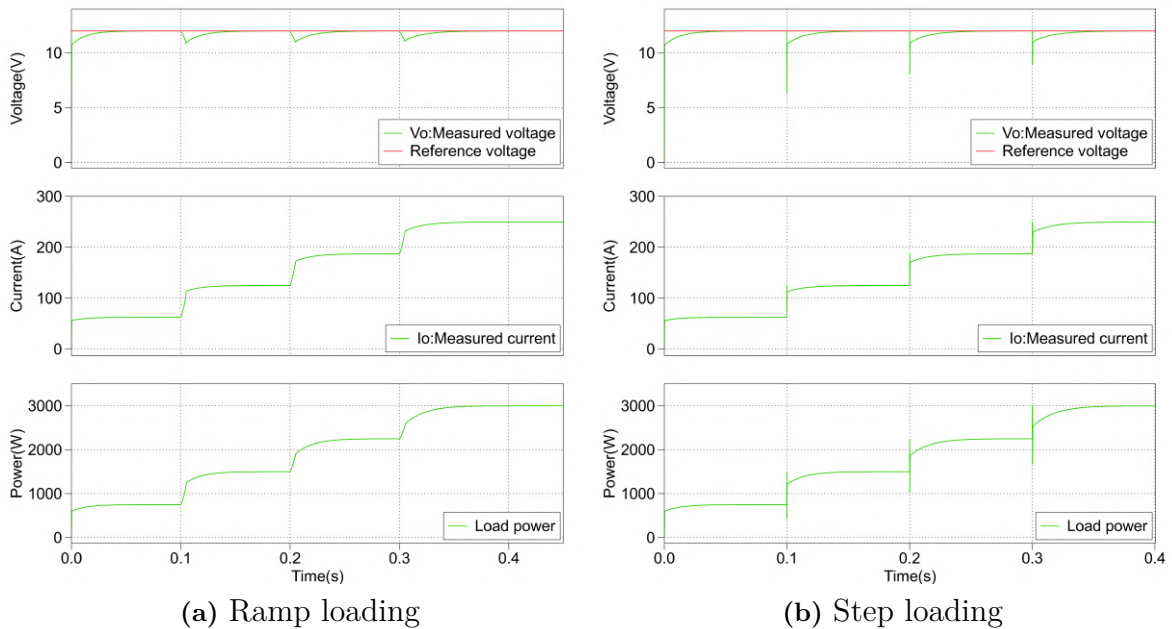 10
5
0
Voltage(V)
Vo:Measured voltage
Reference voltage
300
200
100
0
Current(A)
Io:Measured current
3000
2000
1000
0
Power(W)
Load power
0.0 0.1 0.2 0.3 0.4
Time(s)
(a) Ramp loading
10
5
0
Voltage(V)
Vo:Measured voltage
Reference voltage
300
200
100
0
Current(A)
Io:Measured current
3000
2000
1000
0
Power(W)
Load power
0.0 0.1 0.2 0.3 0.4
Time(s)
(b) Step loading